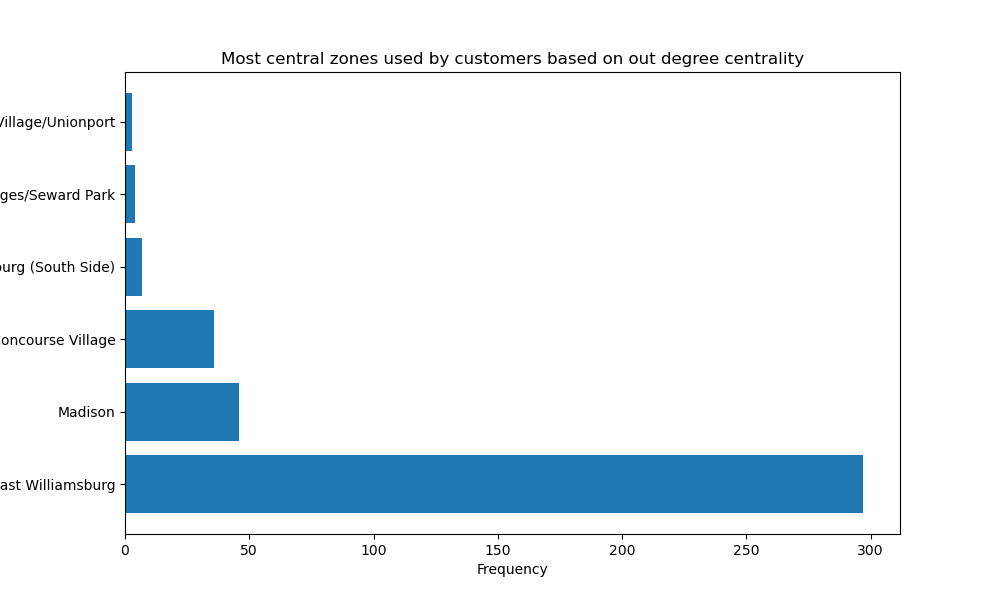 Most central zones used by customers based on out degree centrality
Village/Unionport
ges/Seward Park
burg (South Side)
Concourse Village
Madison
ast Williamsburg
0 50 100 150 200 250 300
Frequency